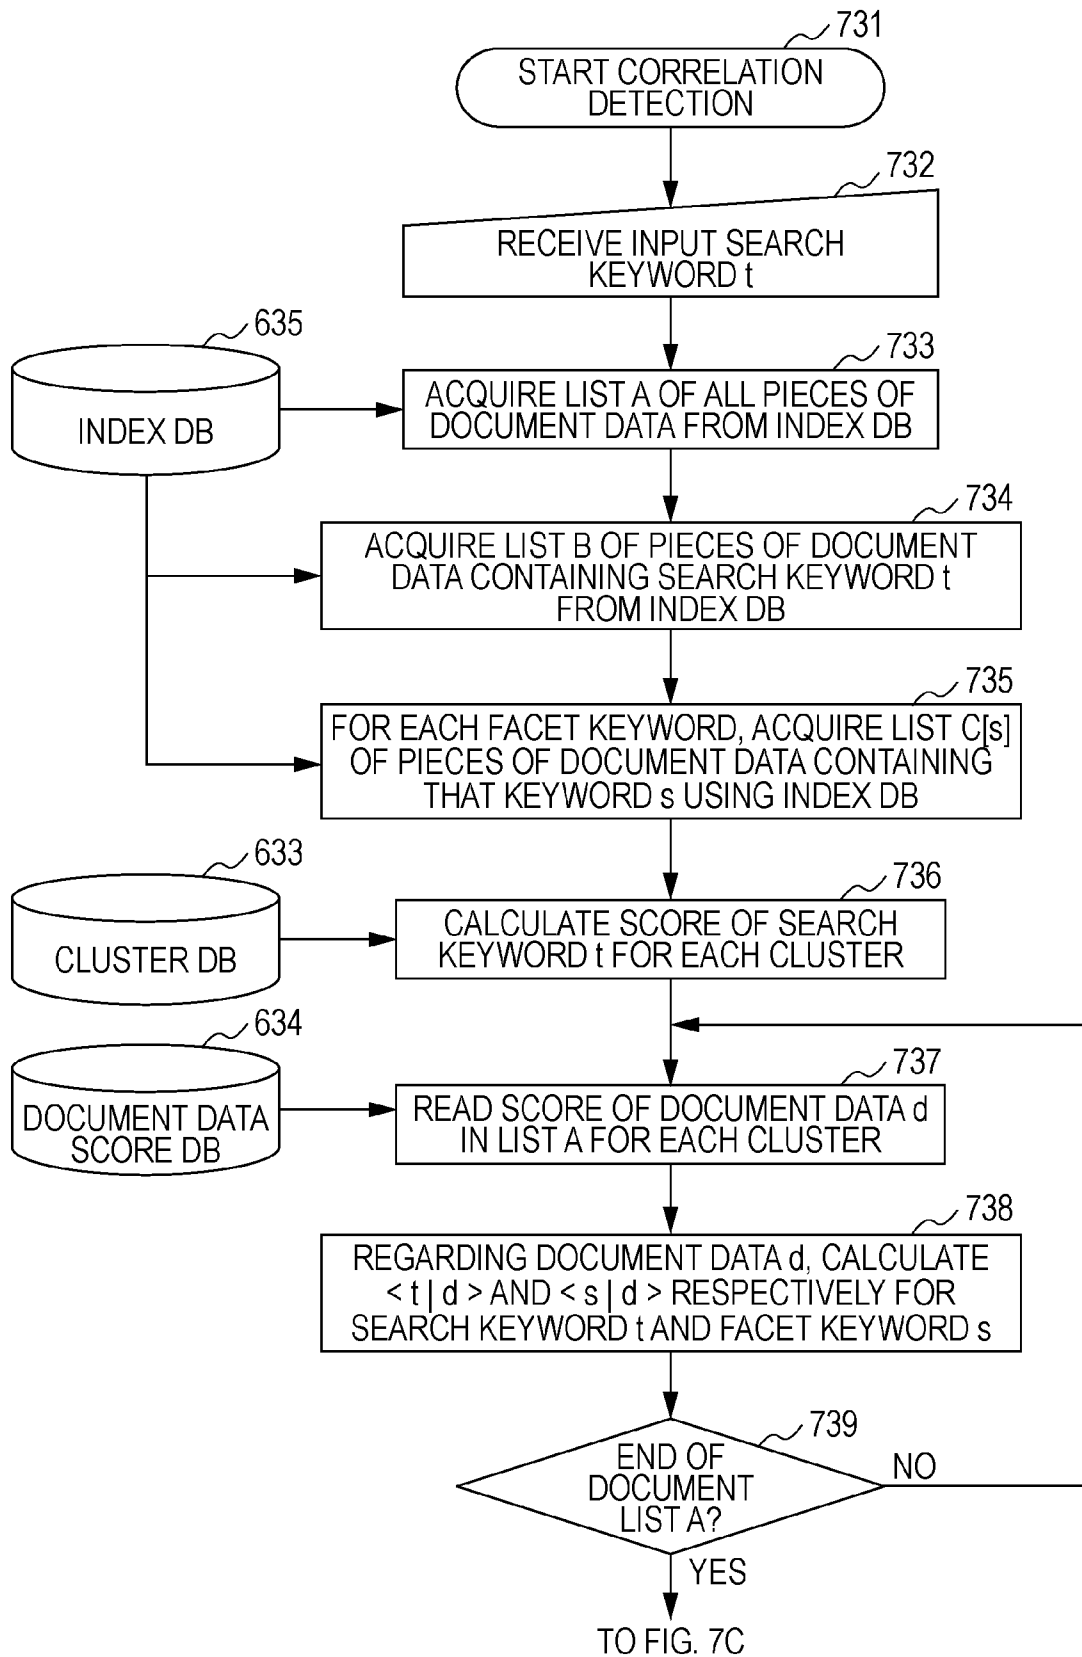 731
START CORRELATION
DETECTION
732
RECEIVE INPUT SEARCH
KEYWORD t
635
INDEX DB
733
ACQUIRE LIST A OF ALL PIECES OF
DOCUMENT DATA FROM INDEX DB
734
ACQUIRE LIST B OF PIECES OF DOCUMENT
DATA CONTAINING SEARCH KEYWORD t
FROM INDEX DB
735
FOR EACH FACET KEYWORD, ACQUIRE LIST C[s]
OF PIECES OF DOCUMENT DATA CONTAINING
THAT KEYWORD s USING INDEX DB
633
CLUSTER DB
736
CALCULATE SCORE OF SEARCH
KEYWORD t FOR EACH CLUSTER
634
DOCUMENT DATA
SCORE DB
737
READ SCORE OF DOCUMENT DATA d
IN LIST A FOR EACH CLUSTER
738
REGARDING DOCUMENT DATA d, CALCULATE
< t | d > AND < s | d > RESPECTIVELY FOR
SEARCH KEYWORD t AND FACET KEYWORD s
739
END OF
DOCUMENT
LIST A?
NO
YES
TO FIG. 7C